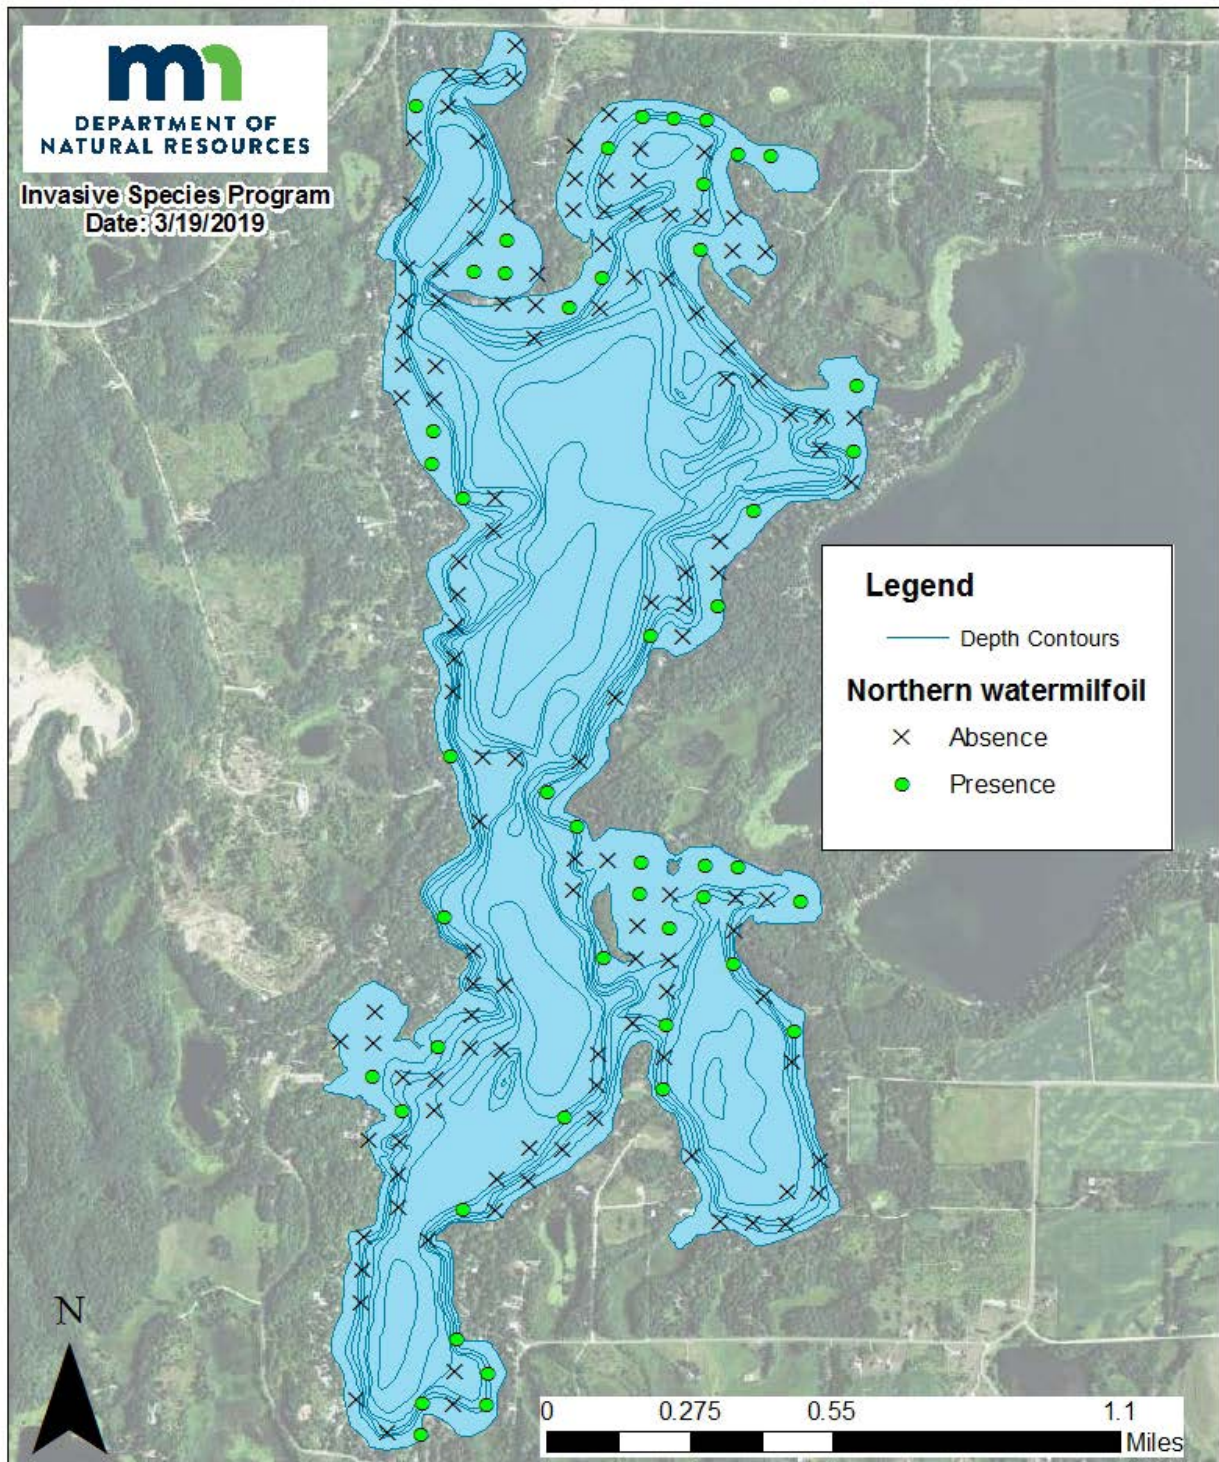 mn
DEPARTMENT OF
NATURAL RESOURCES
Invasive Species Program
Date: 3/19/2019
Legend
Depth Contours
Northern watermilfoil
Absence
Presence
N
0 0.275 0.55 1.1
Miles